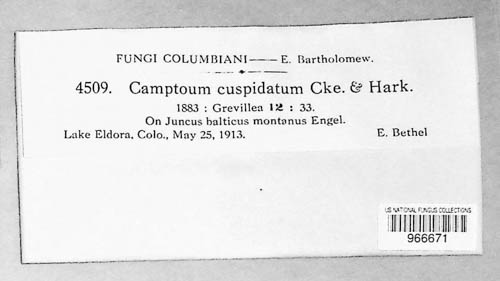 FUNGI COLUMBIANI—— E. Bartholomew.
4509. Camptoum cuspidatum Cke. & Hark.
1883 : Grevillea 12 : 33.
On Juncus balticus montanus Engel.
Lake Eldora, Colo., May 25, 1913. E. Bethel
US NATIONAL FUNGUS COLLECTIONS
966671